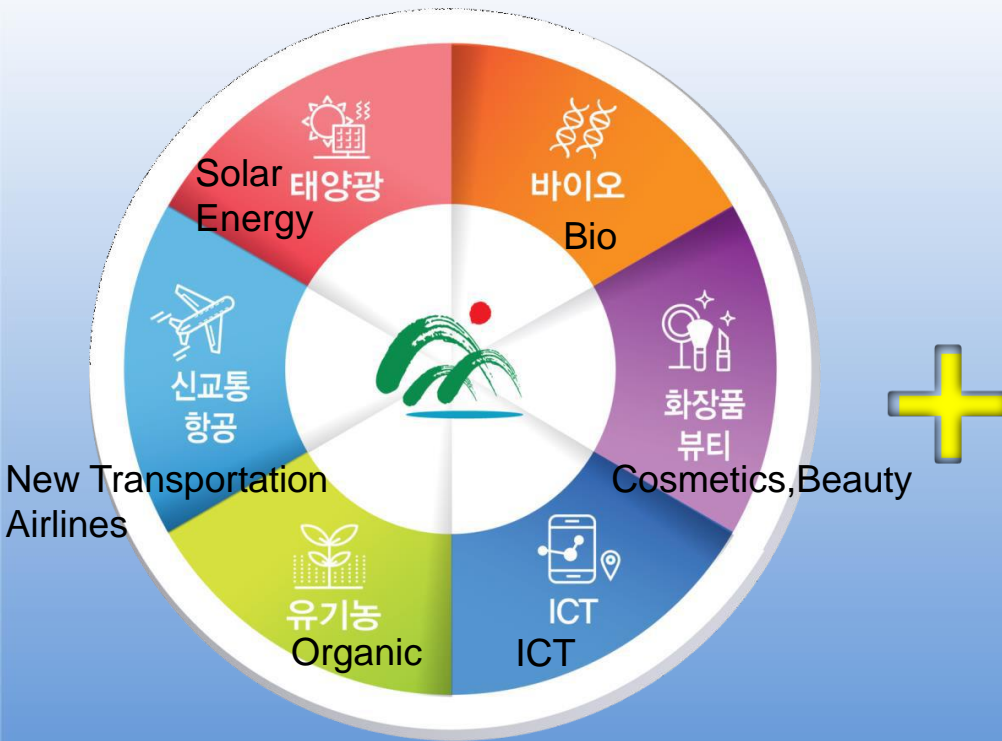 Solar
Energy
태양광
바이오
Bio
신교통
항공
New Transportation
Airlines
화장품
뷰티
Cosmetics,Beauty
유기농
Organic
ICT
ICT